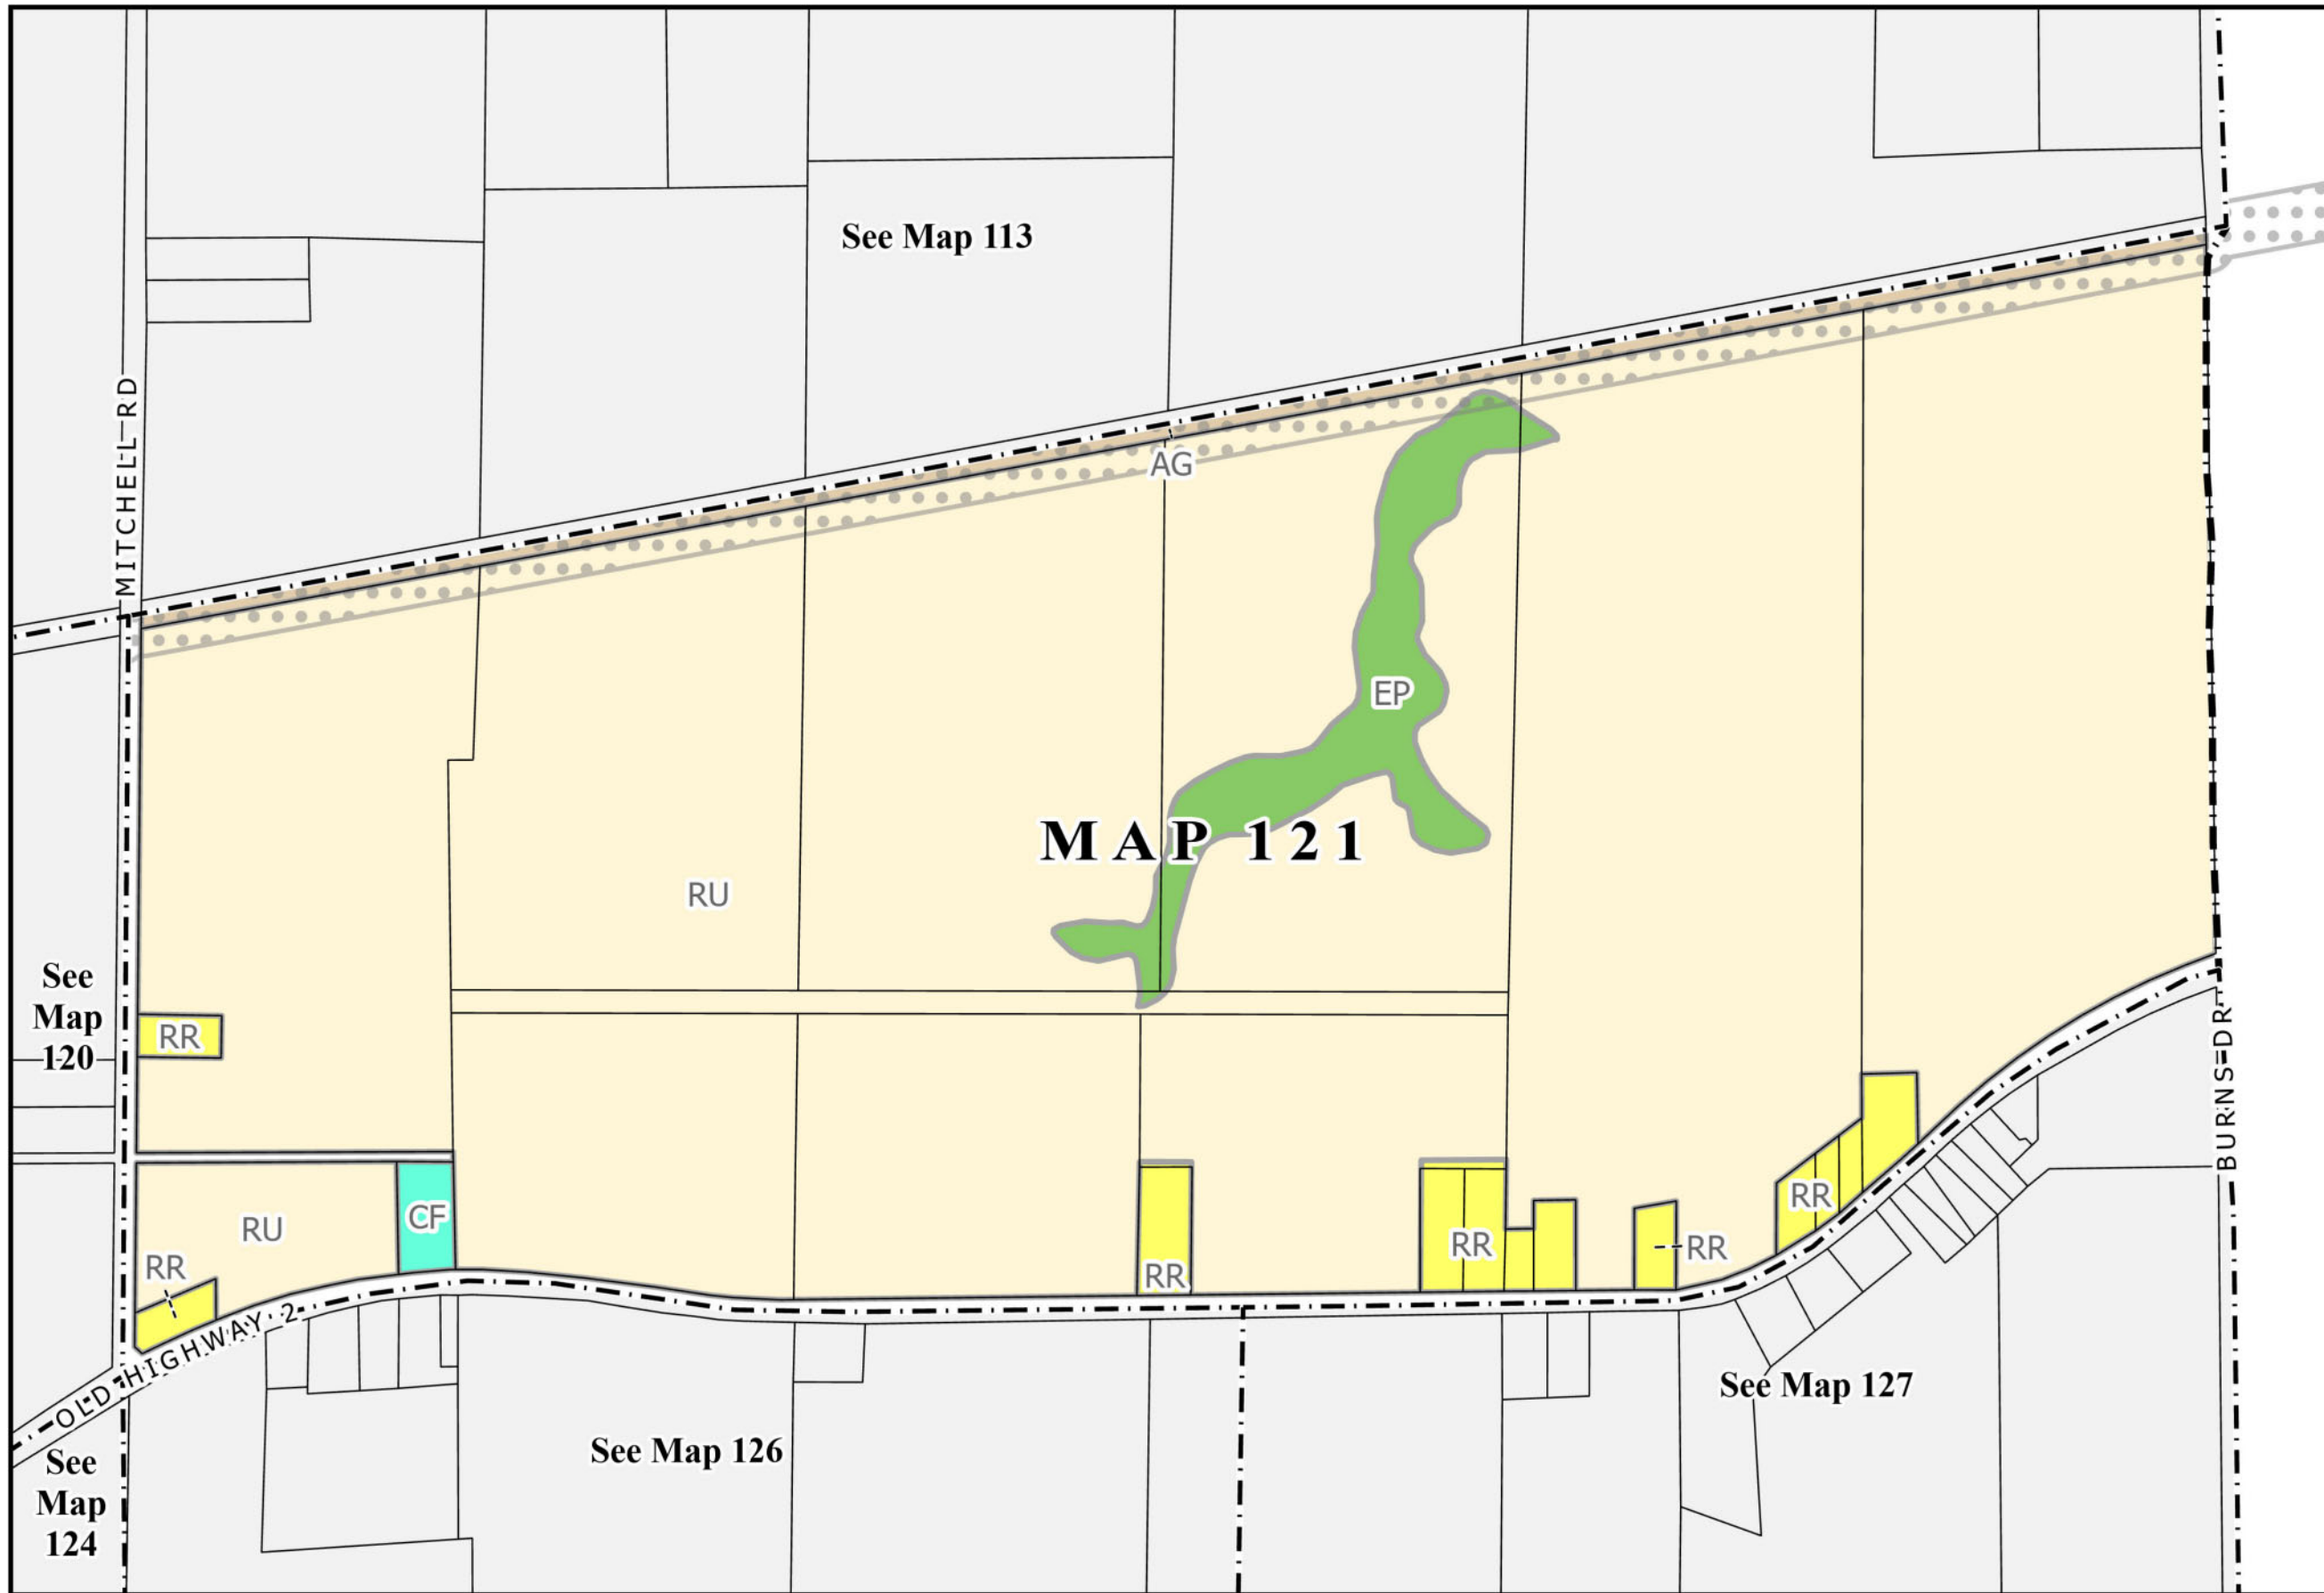 See Map 113
MITCHELL RD
AG
EP
MAP 121
RU
See
Map
120
RR
BURNS DR
RR
CF
RU
RR
RR
RR
RR
RR
OLD HIGHWAY 2
See Map 127
See Map 126
See
Map
124